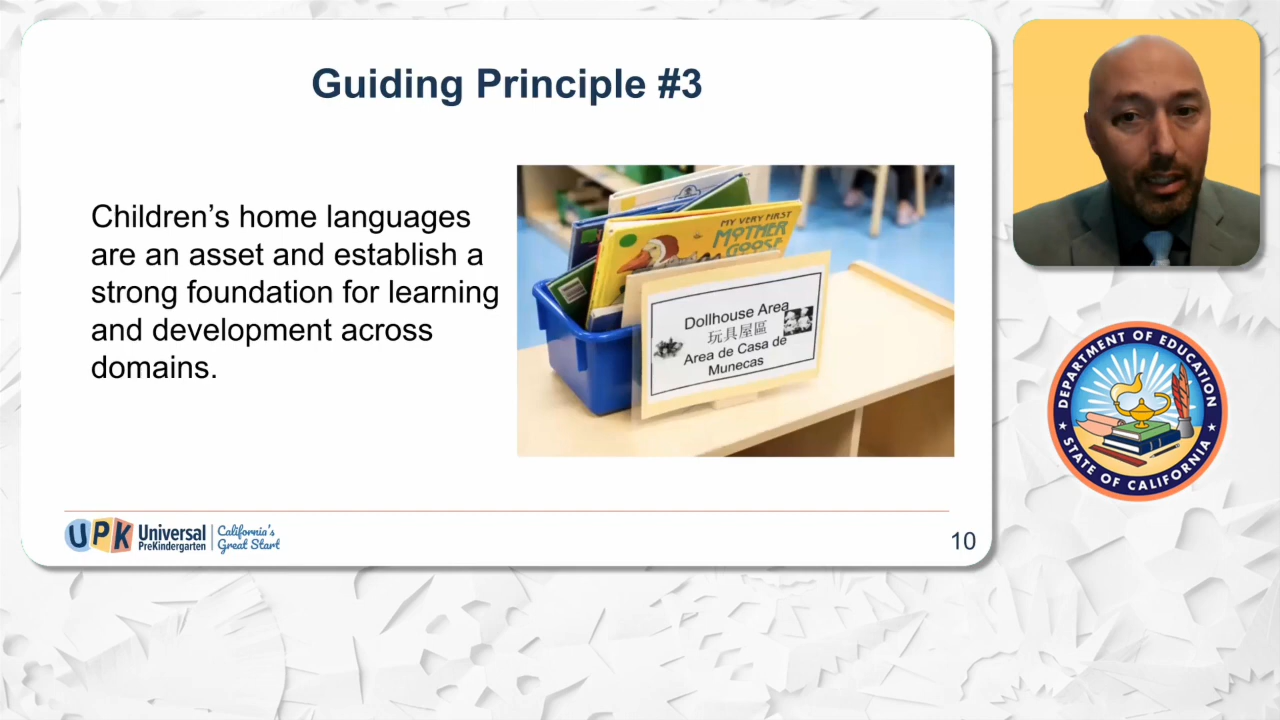 Guiding Principle #3
Children’s home languages
are an asset and establish a
strong foundation for learning
and development across
domains.
MY VERY FIRST
MOTHER
GOOSE
Dollhouse Area
玩具屋區
Area de Casa de
Munecas
UPK
Universal
PreKindergarten
California's
Great Start
10
DEPARTMENT OF EDUCATION
STATE OF CALIFORNIA